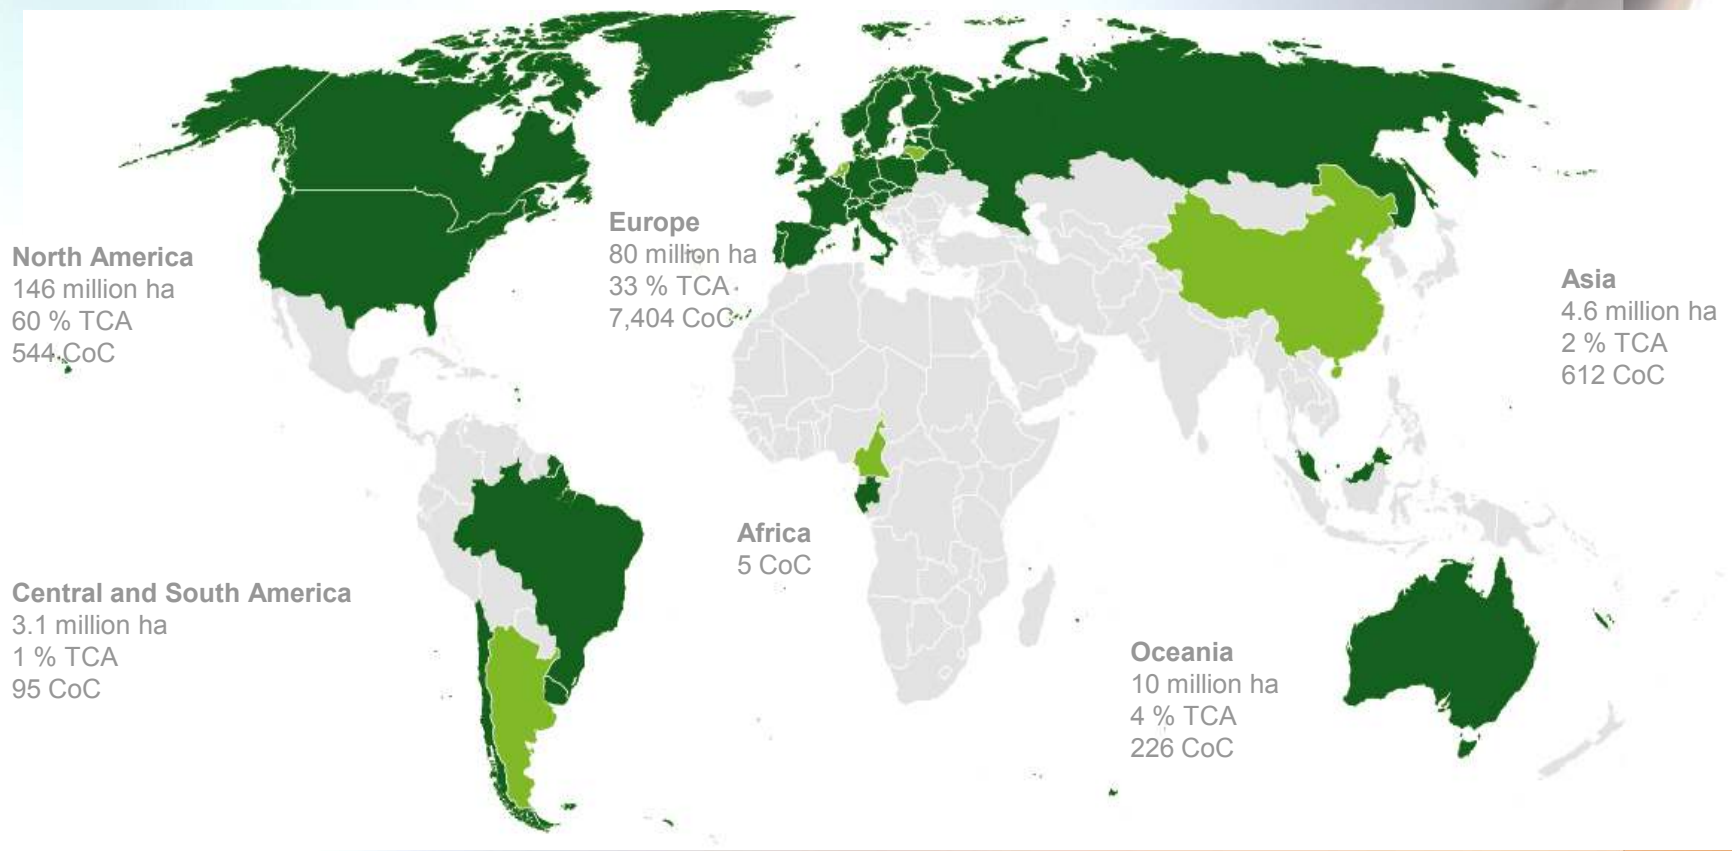 North America
146 million ha
60 % TCA
544 CoC
Europe
80 million ha
33 % TCA
7,404 CoC
Asia
4.6 million ha
2 % TCA
612 CoC
Africa
5 CoC
Central and South America
3.1 million ha
1 % TCA
95 CoC
Oceania
10 million ha
4 % TCA
226 CoC